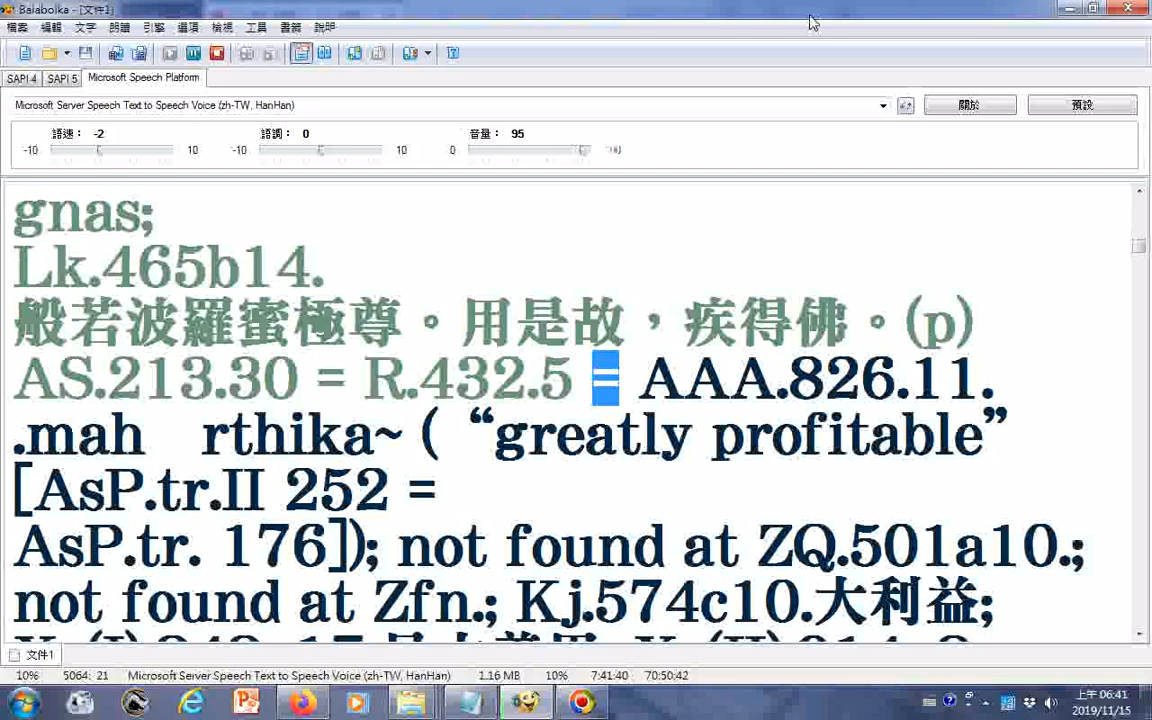 Balabolka - [文件1]
檔案 編輯 文字 朗讀 引擎 選項 檢視 工具 書籤 說明
SAPI 4 SAPI 5 Microsoft Speech Platform
Microsoft Server Speech Text to Speech Voice (zh-TW, HanHan) 關於 預設
語速： -2 語調： 0 音量： 95
-10 10 -10 10 0 100
gnas;
Lk.465b14.
般若波羅蜜極尊。用是故，疾得佛。(p)
AS.213.30 = R.432.5 = AAA.826.11.
.mah rthika~ (“greatly profitable”
[AsP.tr.II 252 =
AsP.tr. 176]); not found at ZQ.501a10.;
not found at Zfn.; Kj.574c10.大利益;
文件1
10% 5064: 21 Microsoft Server Speech Text to Speech Voice (zh-TW, HanHan) 1.16 MB 10% 7:41:40 70:50:42
上午 06:41
2019/11/15